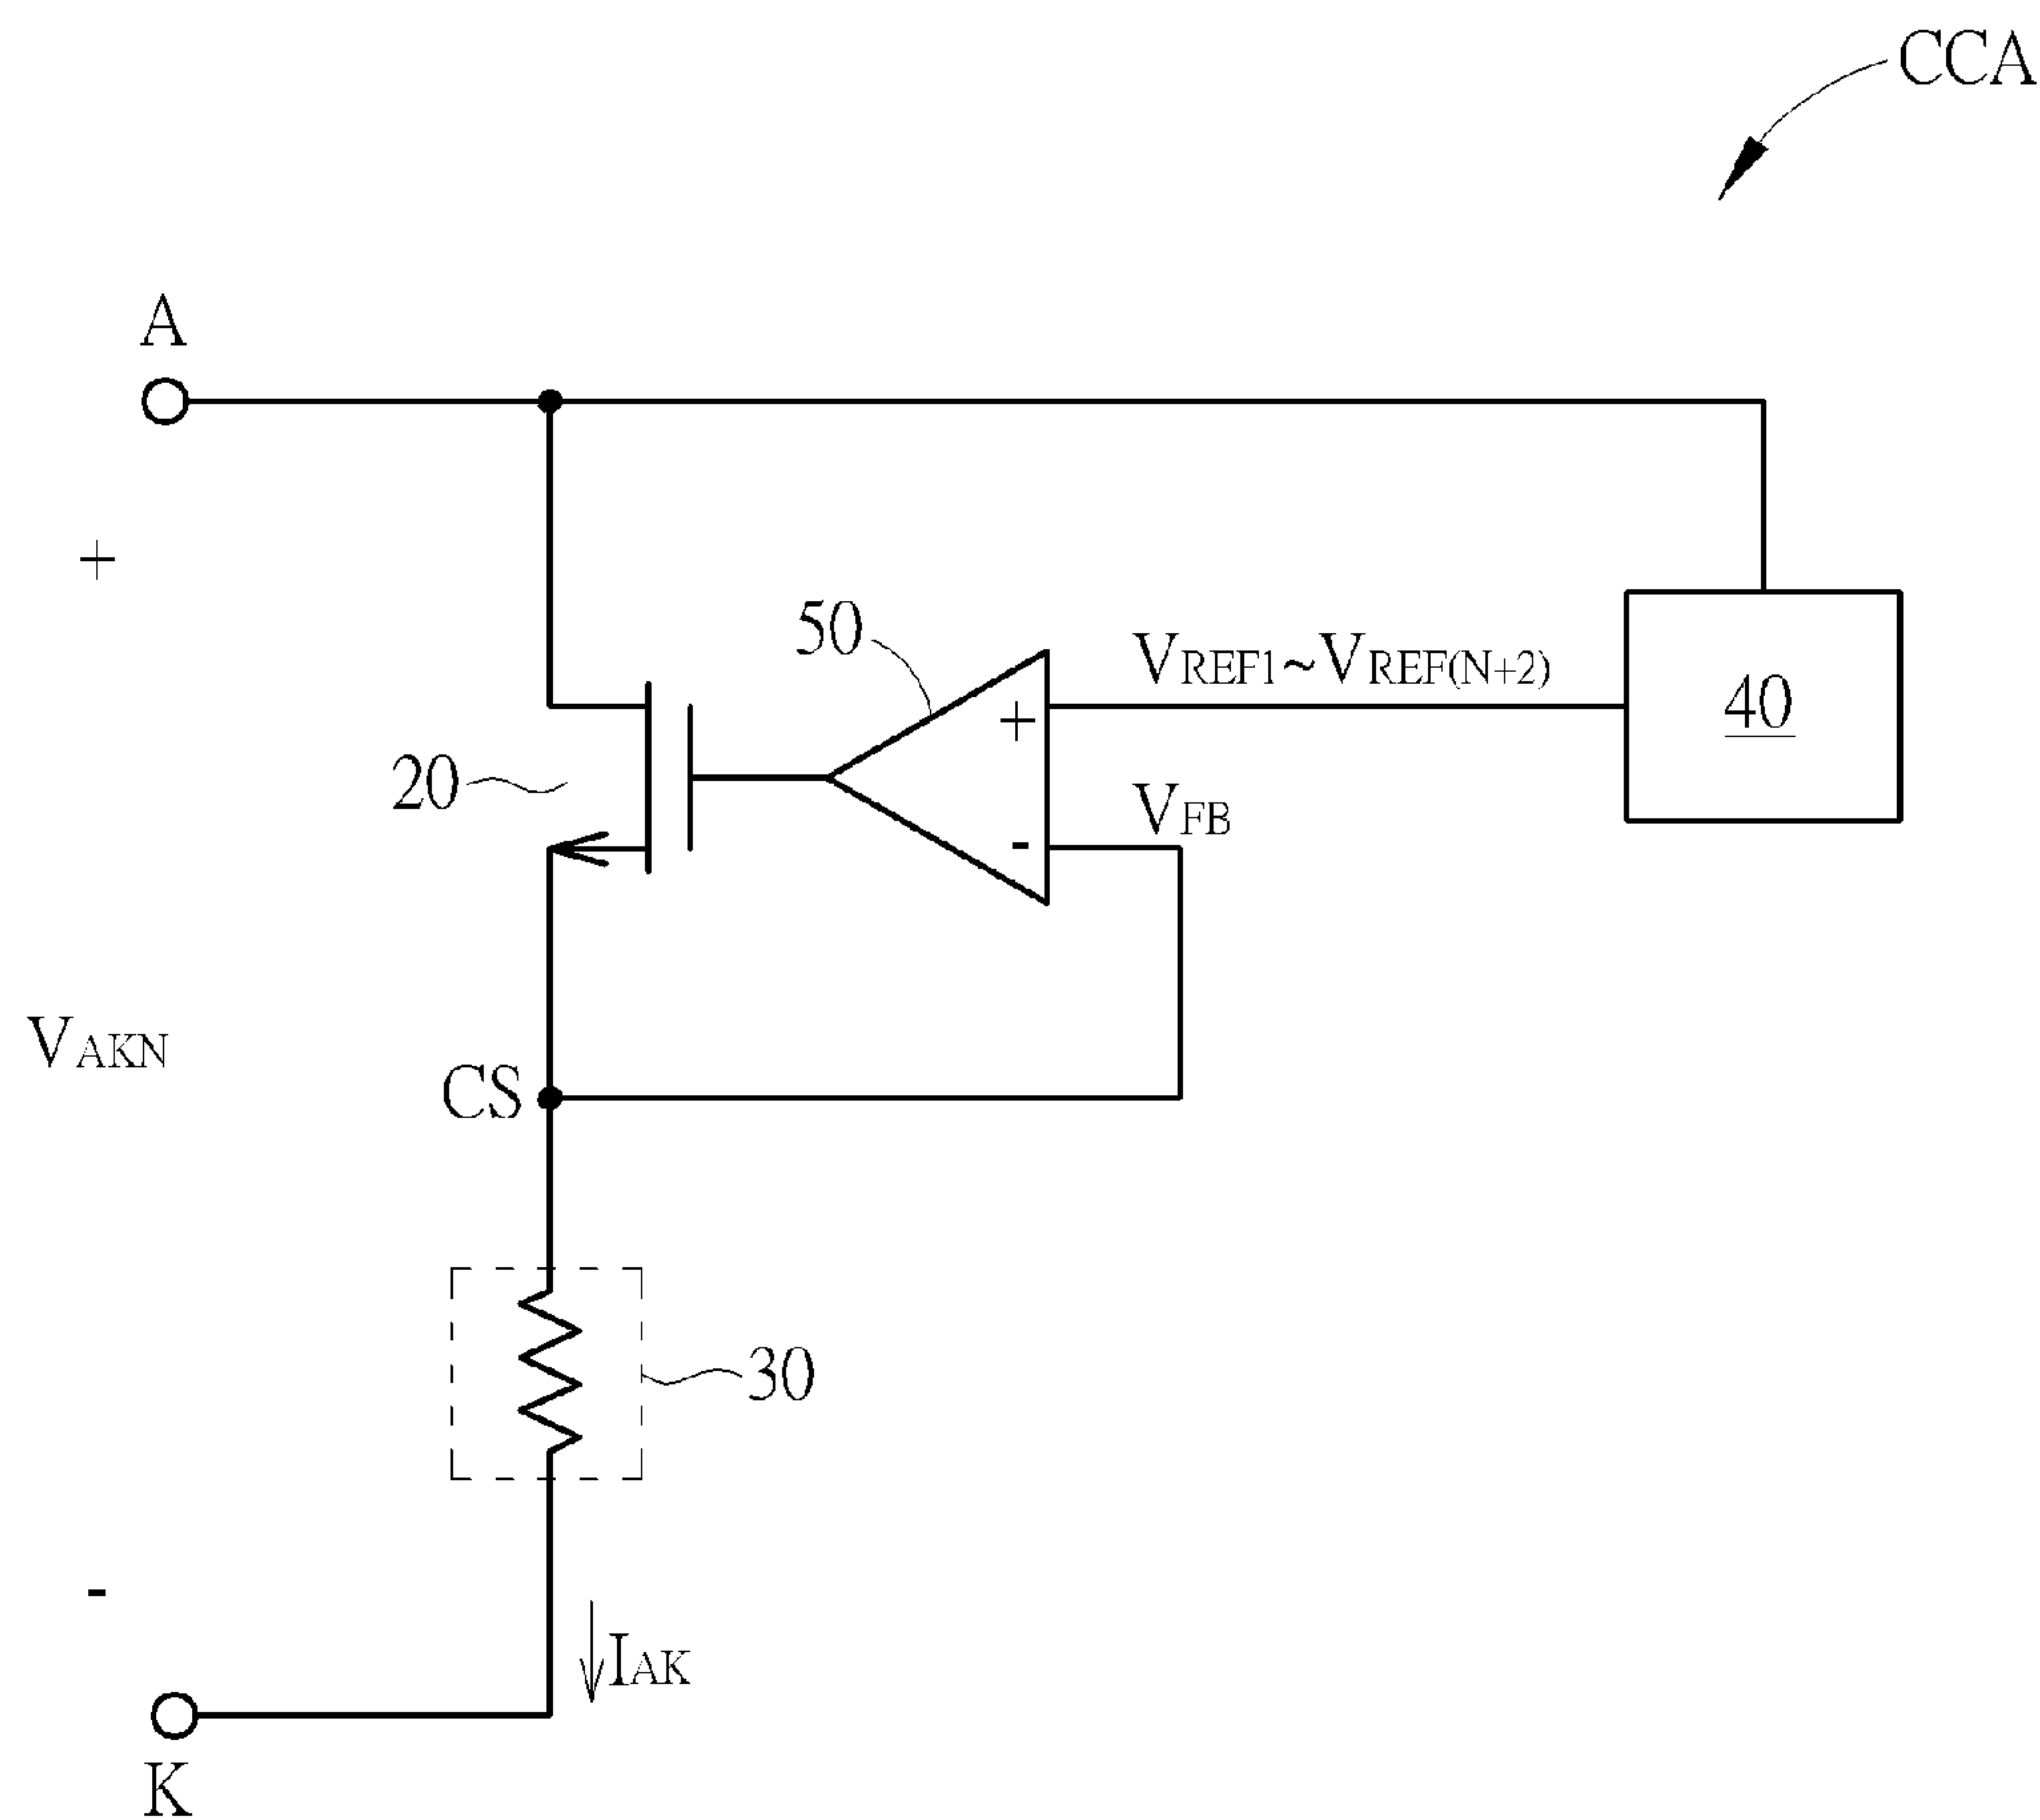 CCA
A
+
50
VREF1~VREF(N+2)
40
+
20
VFB
-
VAKN
CS
30
-
IAK
K